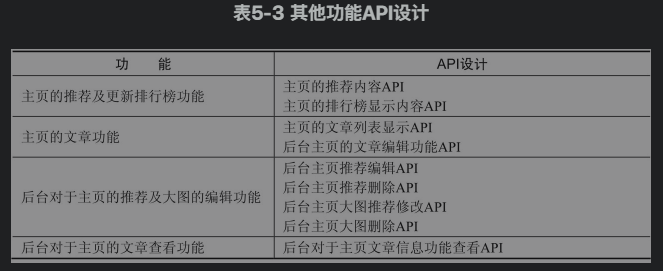 表5-3 其他功能API设计
功 能 API设计
主页的推荐及更新排行榜功能
主页的推荐内容API
主页的排行榜显示内容API
主页的文章功能
主页的文章列表显示API
后台主页的文章编辑功能API
后台对于主页的推荐及大图的编辑功能
后台主页推荐编辑API
后台主页推荐删除API
后台主页大图推荐修改API
后台主页大图删除API
后台对于主页的文章查看功能
后台对于主页文章信息功能查看API